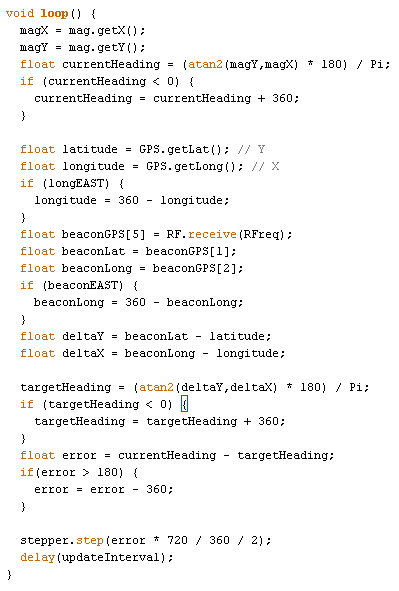 void loop() {
  magX = mag.getX();
  magY = mag.getY();
  float currentHeading = (atan2(magY,magX) * 180) / Pi;
  if (currentHeading < 0) {
    currentHeading = currentHeading + 360;
  }

  float latitude = GPS.getLat(); // Y
  float longitude = GPS.getLong(); // X
  if (longEAST) {
    longitude = 360 - longitude;
  }
  float beaconGPS[5] = RF.receive(RFreq);
  float beaconLat = beaconGPS[1];
  float beaconLong = beaconGPS[2];
  if (beaconEAST) {
    beaconLong = 360 - beaconLong;
  }
  float deltaY = beaconLat - latitude;
  float deltaX = beaconLong - longitude;

  targetHeading = (atan2(deltaY,deltaX) * 180) / Pi;
  if (targetHeading < 0) {
    targetHeading = targetHeading + 360;
  }
  float error = currentHeading - targetHeading;
  if(error > 180) {
    error = error - 360;
  }

  stepper.step(error * 720 / 360 / 2);
  delay(updateInterval);
}